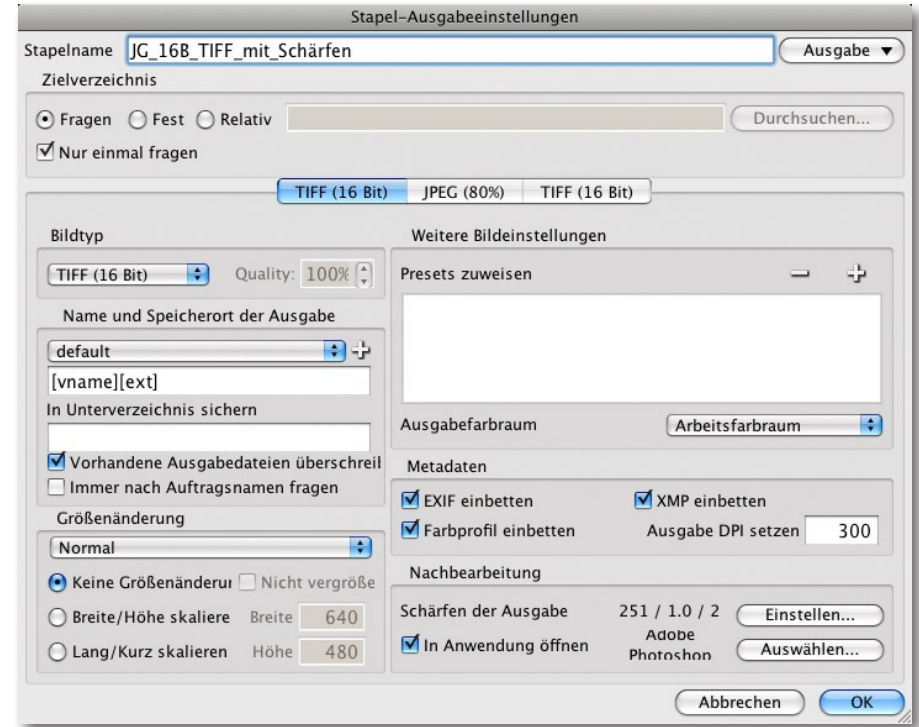 Stapel-Ausgabeeinstellungen
Stapelname JG_16B_TIFF_mit_Schärfen Ausgabe
Zielverzeichnis
Fragen Fest Relativ Durchsuchen...
Nur einmal fragen
TIFF (16 Bit) JPEG (80%) TIFF (16 Bit)
Bildtyp
TIFF (16 Bit) Quality: 100%
Name und Speicherort der Ausgabe
default
[vname][ext]
In Unterverzeichnis sichern
Vorhandene Ausgabedateien überschreil
Immer nach Auftragsnamen fragen
Größenänderung
Normal
Keine Größenänderur Nicht vergröße
Breite/Höhe skaliere Breite 640
Lang/Kurz skalieren Höhe 480
Weitere Bildeinstellungen
Presets zuweisen
Ausgabefarbraum Arbeitsfarbraum
Metadaten
EXIF einbetten XMP einbetten
Farbprofil einbetten Ausgabe DPI setzen 300
Nachbearbeitung
Schärfen der Ausgabe 251 / 1.0 / 2 Einstellen...
In Anwendung öffnen Adobe Photoshop Auswählen...
Abbrechen OK